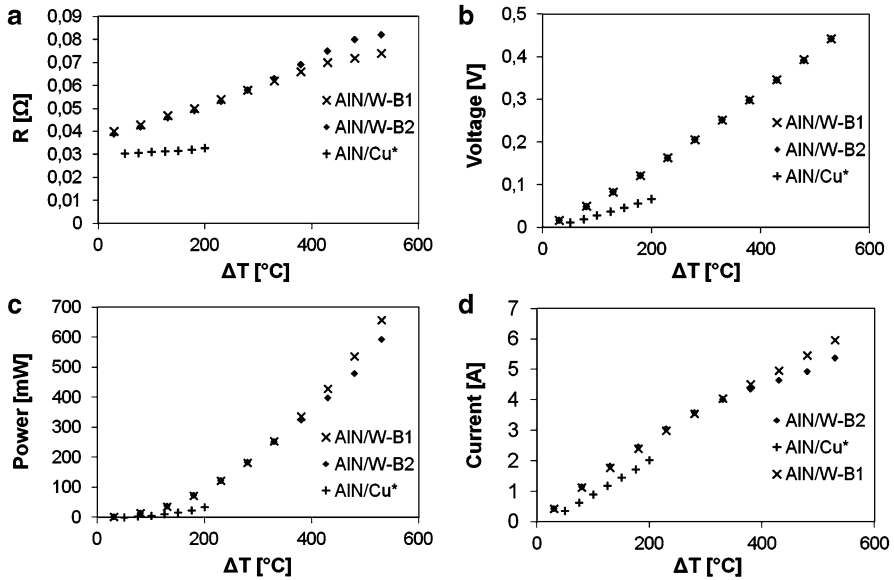 a
R [Ω]
0,09
0,08
0,07
0,06
0,05
0,04
0,03
0,02
0,01
0
AlN/W-B1
AlN/W-B2
AlN/Cu*
0 200 400 600
ΔT [°C]
b
Voltage [V]
0,5
0,4
0,3
0,2
0,1
0
AlN/W-B1
AlN/W-B2
AlN/Cu*
0 200 400 600
ΔT [°C]
c
Power [mW]
700
600
500
400
300
200
100
0
AlN/W-B1
AlN/W-B2
AlN/Cu*
0 200 400 600
ΔT [°C]
d
Current [A]
7
6
5
4
3
2
1
0
AlN/W-B2
AlN/Cu*
AlN/W-B1
0 200 400 600
ΔT [°C]